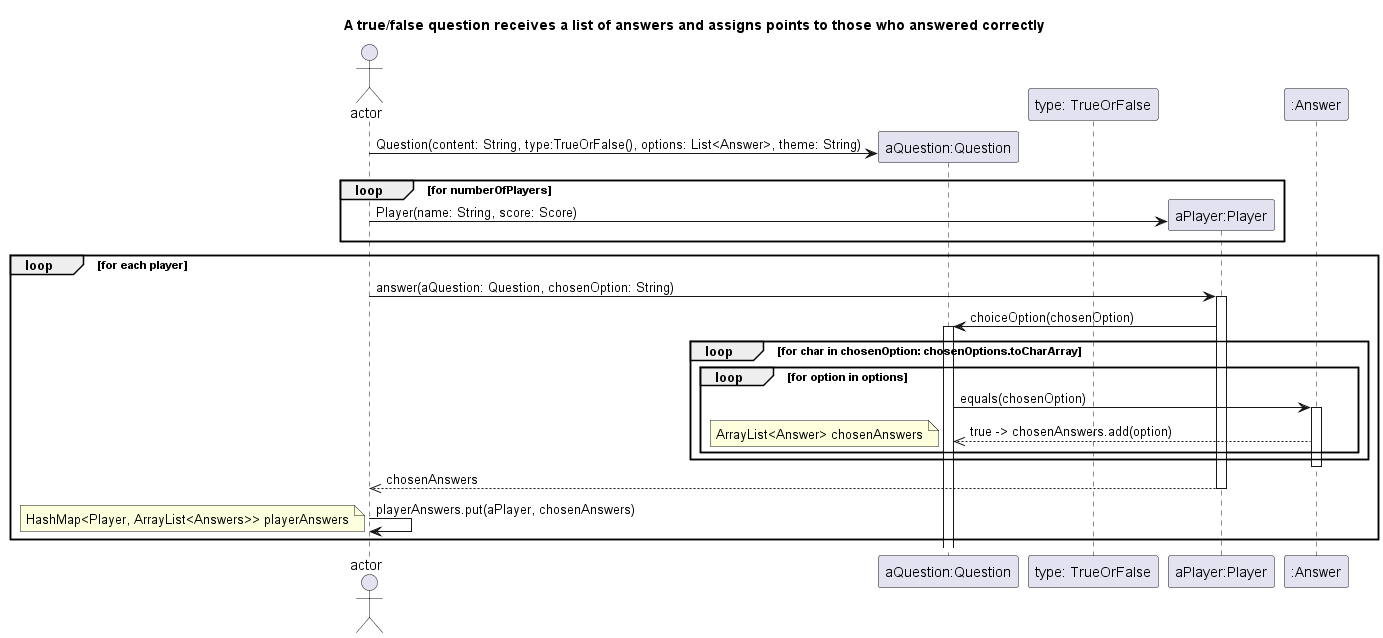 A true/false question receives a list of answers and assigns points to those who answered correctly
actor
type: TrueOrFalse
:Answer
Question(content: String, type:TrueOrFalse(), options: List<Answer>, theme: String)
aQuestion:Question
loop [for numberOfPlayers]
Player(name: String, score: Score)
aPlayer:Player
loop [for each player]
answer(aQuestion: Question, chosenOption: String)
choiceOption(chosenOption)
loop [for char in chosenOption: chosenOptions.toCharArray]
loop [for option in options]
equals(chosenOption)
true -> chosenAnswers.add(option)
ArrayList<Answer> chosenAnswers
chosenAnswers
playerAnswers.put(aPlayer, chosenAnswers)
HashMap<Player, ArrayList<Answers>> playerAnswers
actor
aQuestion:Question
type: TrueOrFalse
aPlayer:Player
:Answer